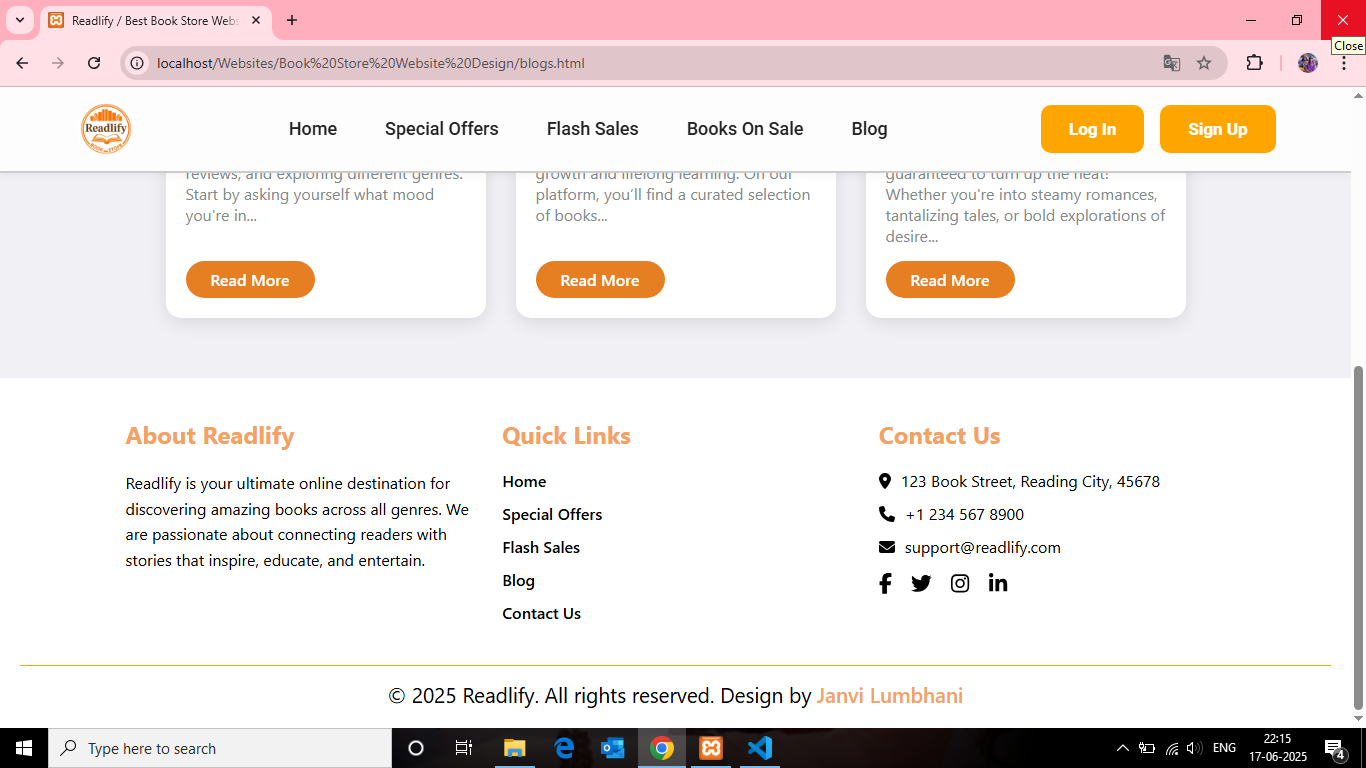 Readlify / Best Book Store Webs
Close
localhost/Websites/Book%20Store%20Website%20Design/blogs.html
Readlify
BOOK STORE
Home
Special Offers
Flash Sales
Books On Sale
Blog
Log In
Sign Up
reviews, and exploring different genres.
Start by asking yourself what mood
you're in...
Read More
growth and lifelong learning. On our
platform, you’ll find a curated selection
of books...
Read More
guaranteed to turn up the heat!
Whether you're into steamy romances,
tantalizing tales, or bold explorations of
desire...
Read More
About Readlify
Readlify is your ultimate online destination for
discovering amazing books across all genres. We
are passionate about connecting readers with
stories that inspire, educate, and entertain.
Quick Links
Home
Special Offers
Flash Sales
Blog
Contact Us
Contact Us
123 Book Street, Reading City, 45678
+1 234 567 8900
support@readlify.com
© 2025 Readlify. All rights reserved. Design by Janvi Lumbhani
Type here to search
ENG
22:15
17-06-2025
4